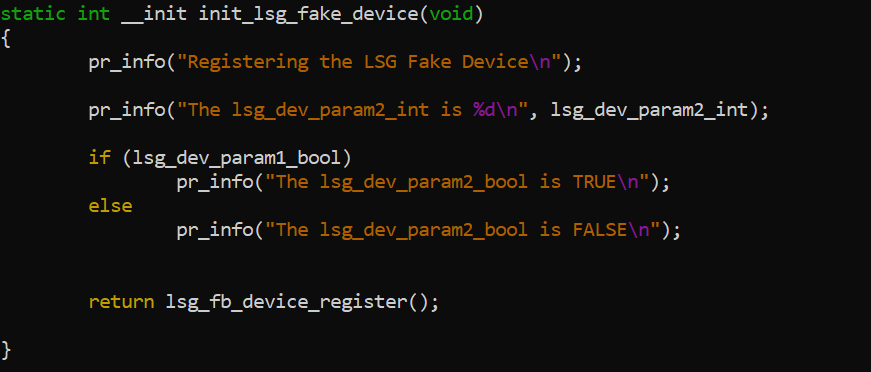 static int __init init_lsg_fake_device(void)
{
        pr_info("Registering the LSG Fake Device\n");
        pr_info("The lsg_dev_param2_int is %d\n", lsg_dev_param2_int);
        if (lsg_dev_param1_bool)
                pr_info("The lsg_dev_param2_bool is TRUE\n");
        else
                pr_info("The lsg_dev_param2_bool is FALSE\n");
        return lsg_fb_device_register();
}